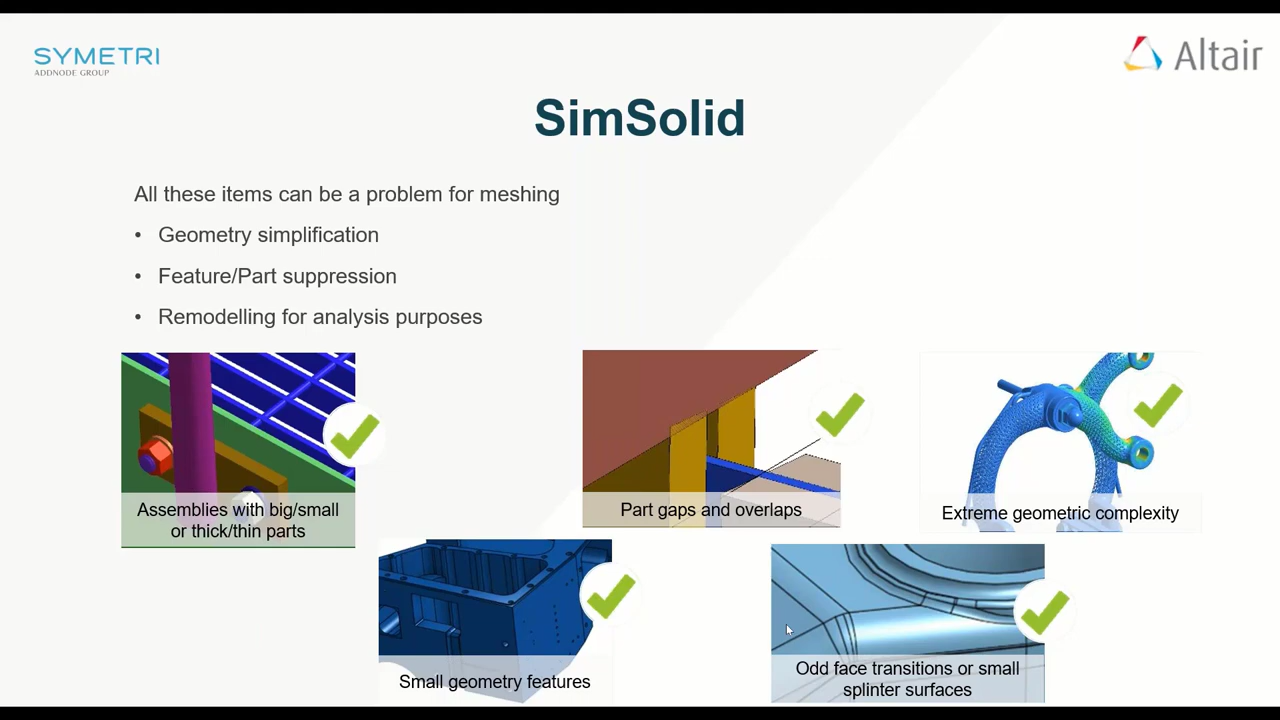 SYMETRI
ADDNODE GROUP
Altair
SimSolid
All these items can be a problem for meshing
• Geometry simplification
• Feature/Part suppression
• Remodelling for analysis purposes
Assemblies with big/small
or thick/thin parts
Part gaps and overlaps
Extreme geometric complexity
Small geometry features
Odd face transitions or small
splinter surfaces